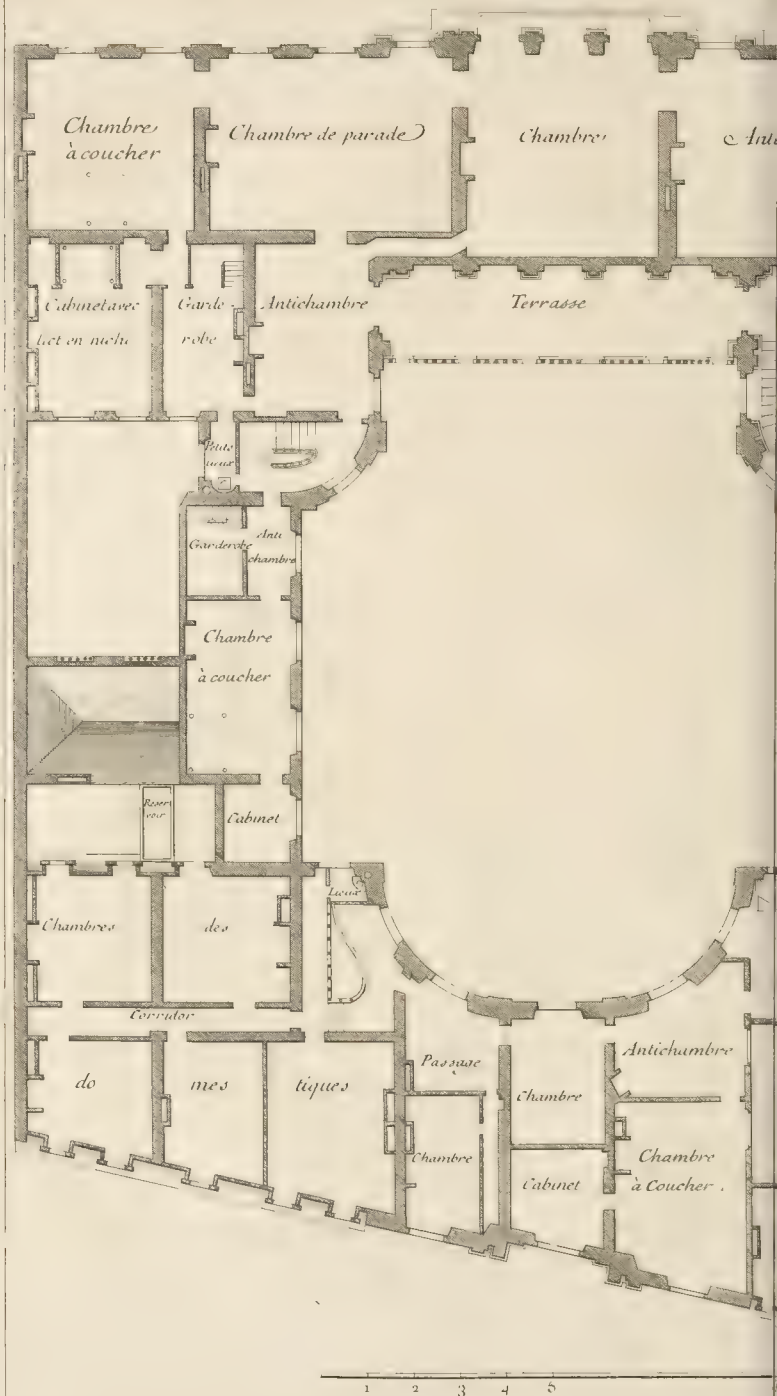 Chambre
à coucher
Chambre de parade
Chambre
Cabinet avec
lict en niche
Garde
robe
Antichambre
Terrasse
Petits
lieux
Garderobe
Anti
chambre
Chambre
à coucher
Reser
voir
Cabinet
Lieux
Chambres
des
Corridor
do
mes
tiques
Passage
Chambre
Chambre
Cabinet
Antichambre
Chambre
à Coucher.
1 2 3 4 5